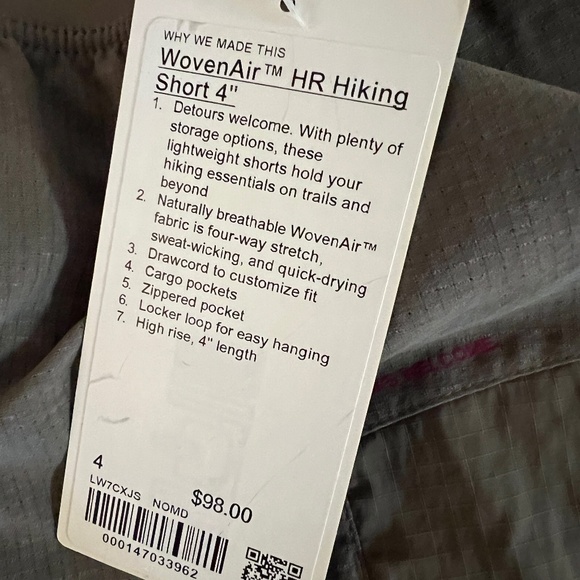 WHY WE MADE THIS
WovenAir™ HR Hiking
Short 4"
1. Detours welcome. With plenty of
storage options, these
lightweight shorts hold your
hiking essentials on trails and
beyond
2. Naturally breathable WovenAir™
fabric is four-way stretch,
sweat-wicking, and quick-drying
3. Drawcord to customize fit
4. Cargo pockets
5. Zippered pocket
6. Locker loop for easy hanging
7. High rise, 4" length
4
LW7CXJS NOMD
$98.00
000147033962